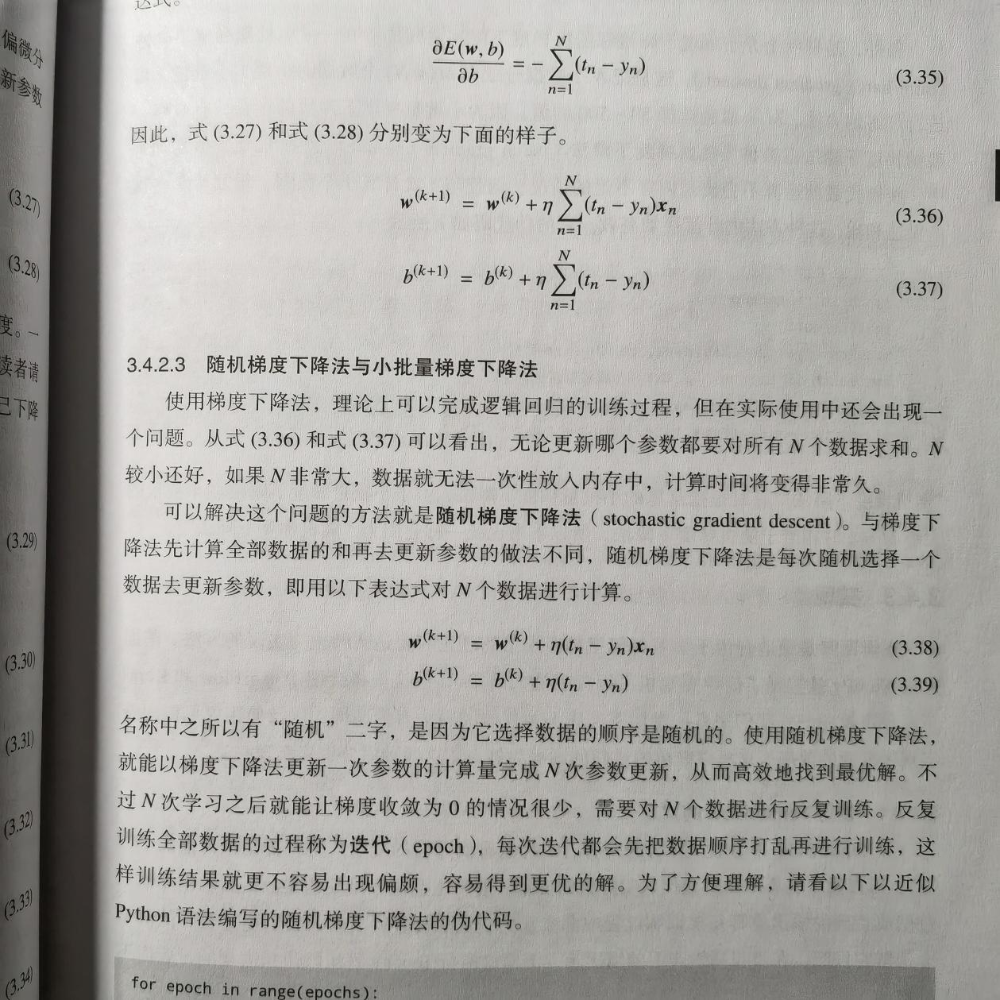 偏微分
新参数
(3.27)
(3.28)
度。一
读者请
已下降
(3.29)
(3.30)
(3.31)
(3.32)
(3.33)
(3.34)
达式。
∂E(w, b)/∂b = − ∑_{n=1}^{N} (t_n − y_n) (3.35)
因此，式 (3.27) 和式 (3.28) 分别变为下面的样子。
w^(k+1) = w^(k) + η ∑_{n=1}^{N} (t_n − y_n)x_n (3.36)
b^(k+1) = b^(k) + η ∑_{n=1}^{N} (t_n − y_n) (3.37)
3.4.2.3 随机梯度下降法与小批量梯度下降法
使用梯度下降法，理论上可以完成逻辑回归的训练过程，但在实际使用中还会出现一
个问题。从式 (3.36) 和式 (3.37) 可以看出，无论更新哪个参数都要对所有 N 个数据求和。N
较小还好，如果 N 非常大，数据就无法一次性放入内存中，计算时间将变得非常久。
可以解决这个问题的方法就是随机梯度下降法（stochastic gradient descent）。与梯度下
降法先计算全部数据的和再去更新参数的做法不同，随机梯度下降法是每次随机选择一个
数据去更新参数，即用以下表达式对 N 个数据进行计算。
w^(k+1) = w^(k) + η(t_n − y_n)x_n (3.38)
b^(k+1) = b^(k) + η(t_n − y_n) (3.39)
名称中之所以有“随机”二字，是因为它选择数据的顺序是随机的。使用随机梯度下降法，
就能以梯度下降法更新一次参数的计算量完成 N 次参数更新，从而高效地找到最优解。不
过 N 次学习之后就能让梯度收敛为 0 的情况很少，需要对 N 个数据进行反复训练。反复
训练全部数据的过程称为迭代（epoch），每次迭代都会先把数据顺序打乱再进行训练，这
样训练结果就更不容易出现偏颇，容易得到更优的解。为了方便理解，请看以下以近似
Python 语法编写的随机梯度下降法的伪代码。
for epoch in range(epochs):